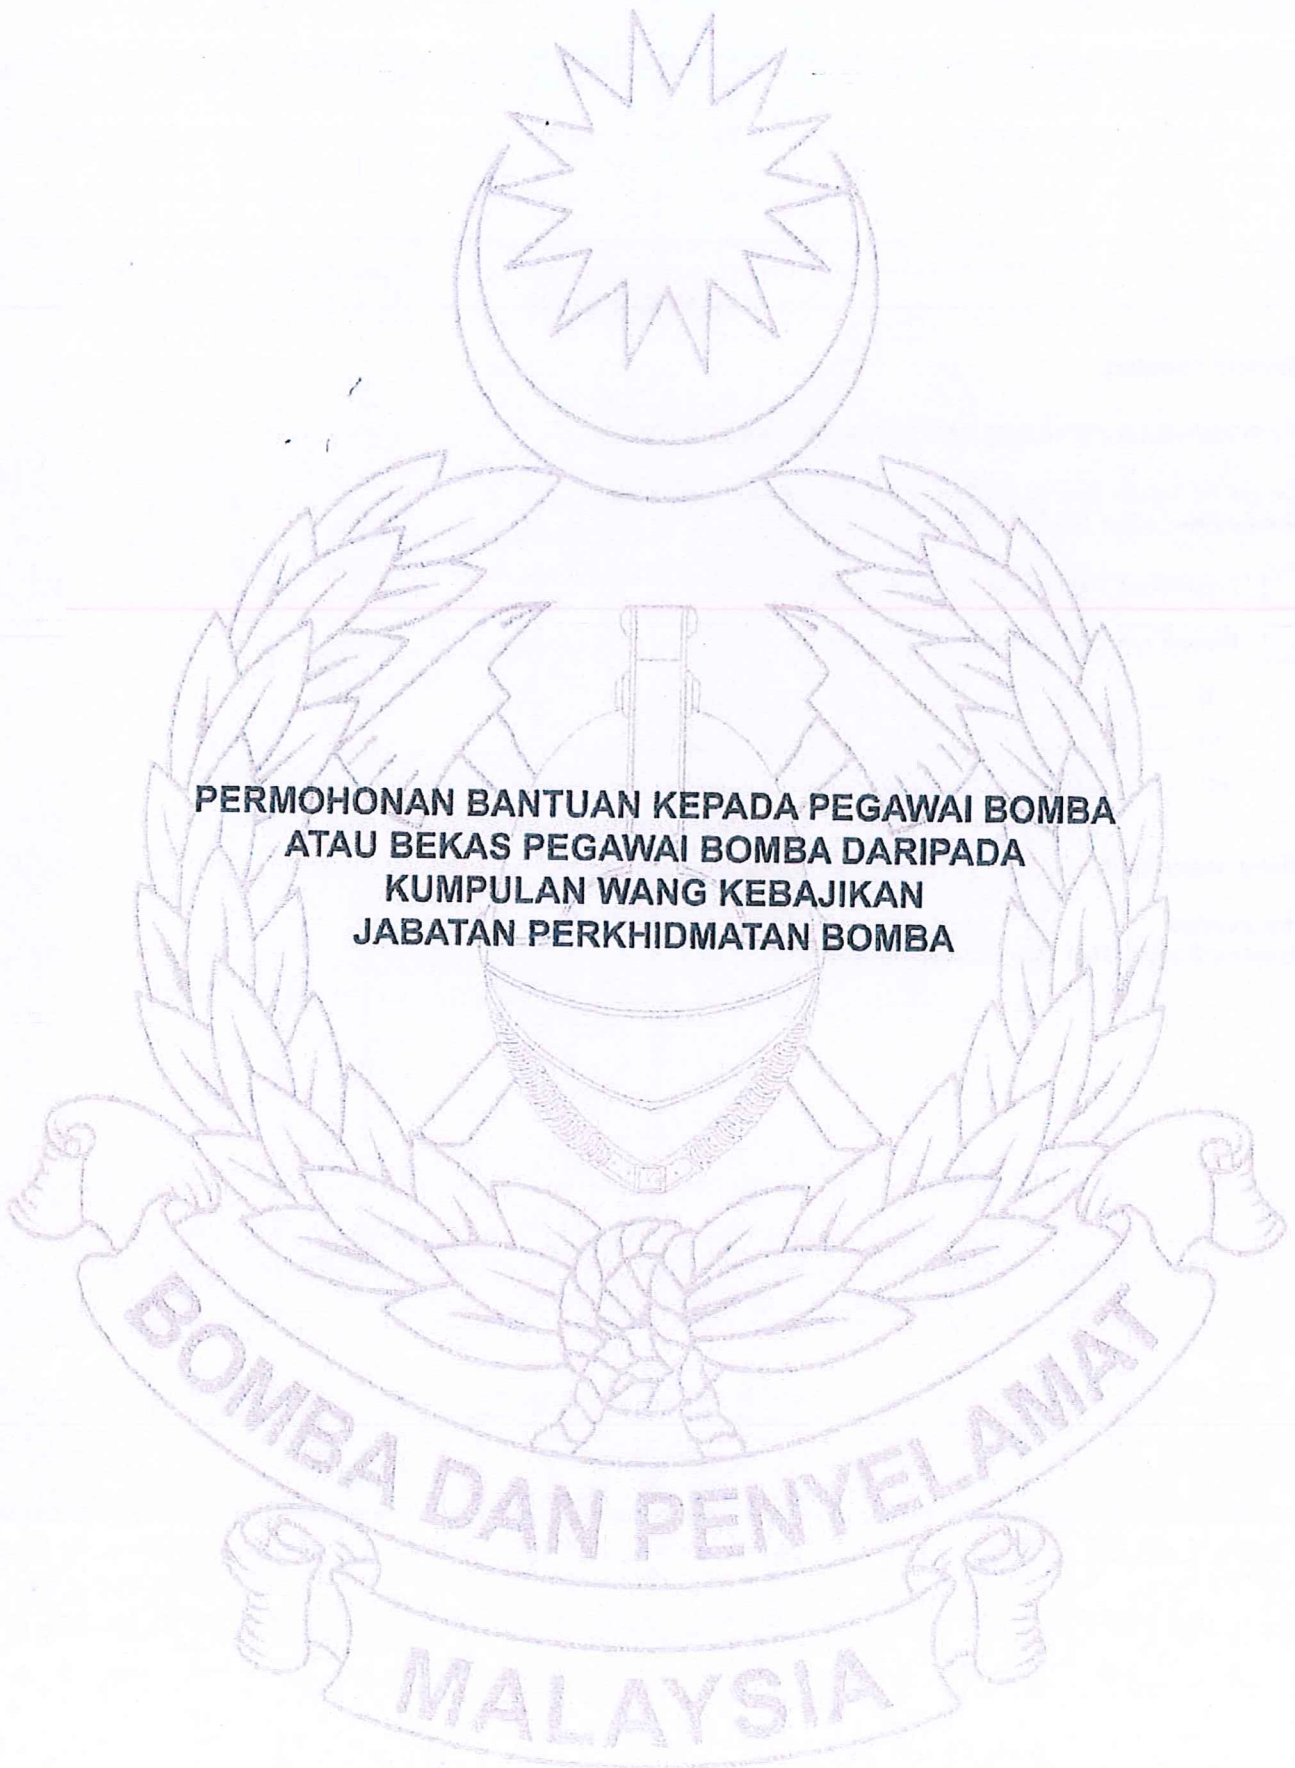 PERMOHONAN BANTUAN KEPADA PEGAWAI BOMBA
ATAU BEKAS PEGAWAI BOMBA DARIPADA
KUMPULAN WANG KEBAJIKAN
JABATAN PERKHIDMATAN BOMBA
BOMBA DAN PENYELAMAT
MALAYSIA